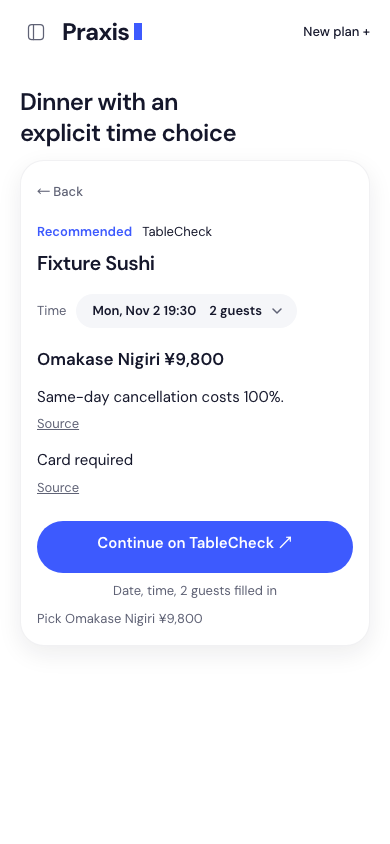 Praxis
New plan +
Dinner with an
explicit time choice
← Back
Recommended TableCheck
Fixture Sushi
Time Mon, Nov 2 19:30 2 guests
Omakase Nigiri ¥9,800
Same-day cancellation costs 100%.
Source
Card required
Source
Continue on TableCheck ↗
Date, time, 2 guests filled in
Pick Omakase Nigiri ¥9,800